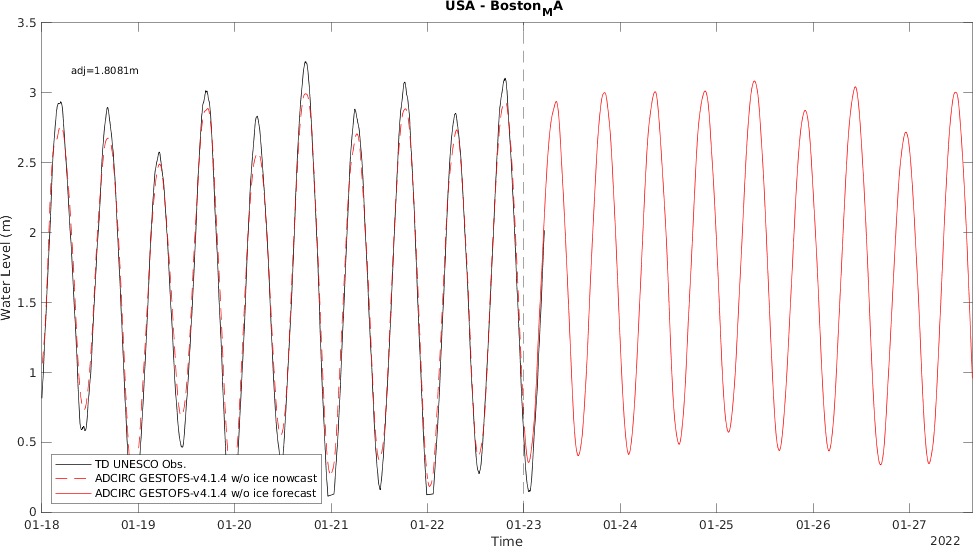 USA - Boston_MA
3.5
adj=1.8081m
3
2.5
2
1.5
1
0.5
0
Water Level (m)
TD UNESCO Obs.
ADCIRC GESTOFS-v4.1.4 w/o ice nowcast
ADCIRC GESTOFS-v4.1.4 w/o ice forecast
01-18 01-19 01-20 01-21 01-22 01-23 01-24 01-25 01-26 01-27
Time
2022